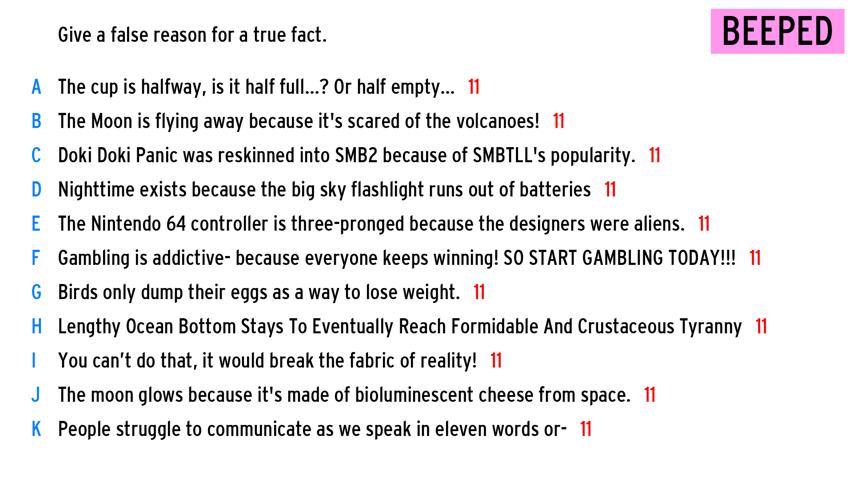 Give a false reason for a true fact.
BEEPED
A The cup is halfway, is it half full...? Or half empty... 11
B The Moon is flying away because it's scared of the volcanoes! 11
C Doki Doki Panic was reskinned into SMB2 because of SMBTLL's popularity. 11
D Nighttime exists because the big sky flashlight runs out of batteries 11
E The Nintendo 64 controller is three-pronged because the designers were aliens. 11
F Gambling is addictive- because everyone keeps winning! SO START GAMBLING TODAY!!! 11
G Birds only dump their eggs as a way to lose weight. 11
H Lengthy Ocean Bottom Stays To Eventually Reach Formidable And Crustaceous Tyranny 11
I You can’t do that, it would break the fabric of reality! 11
J The moon glows because it's made of bioluminescent cheese from space. 11
K People struggle to communicate as we speak in eleven words or- 11